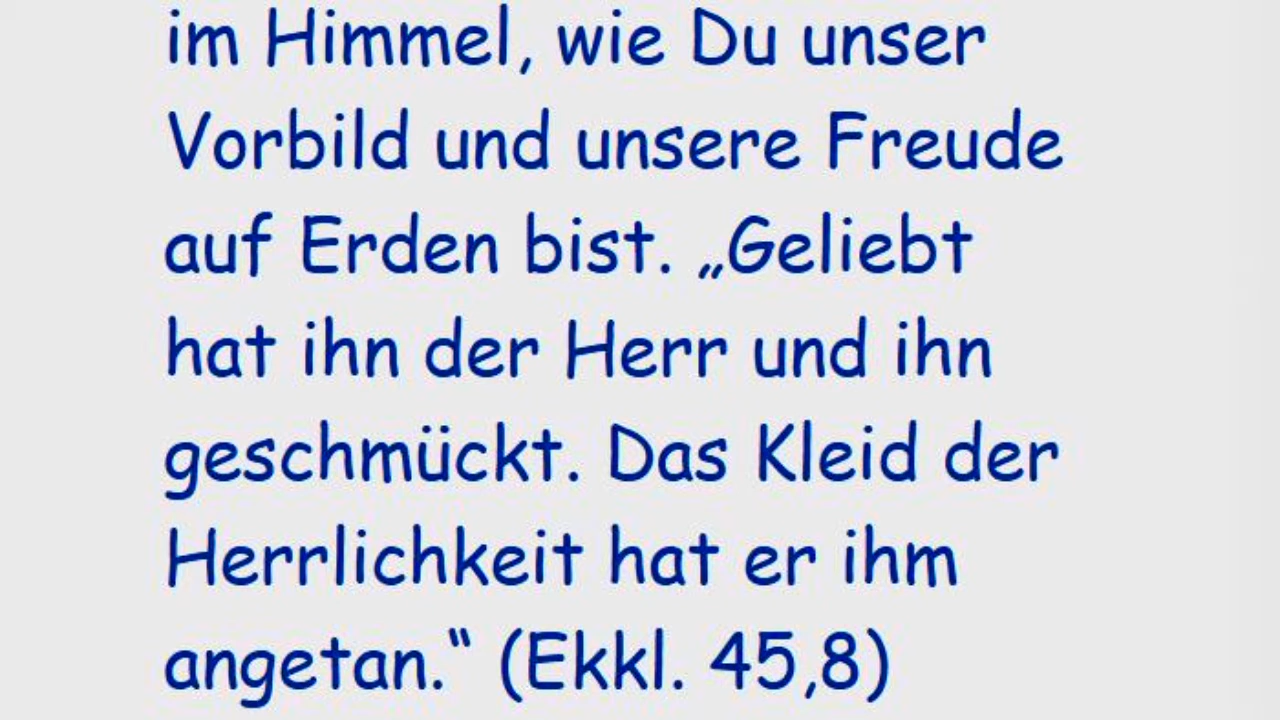 im Himmel, wie Du unser
Vorbild und unsere Freude
auf Erden bist. „Geliebt
hat ihn der Herr und ihn
geschmückt. Das Kleid der
Herrlichkeit hat er ihm
angetan.“ (Ekkl. 45,8)